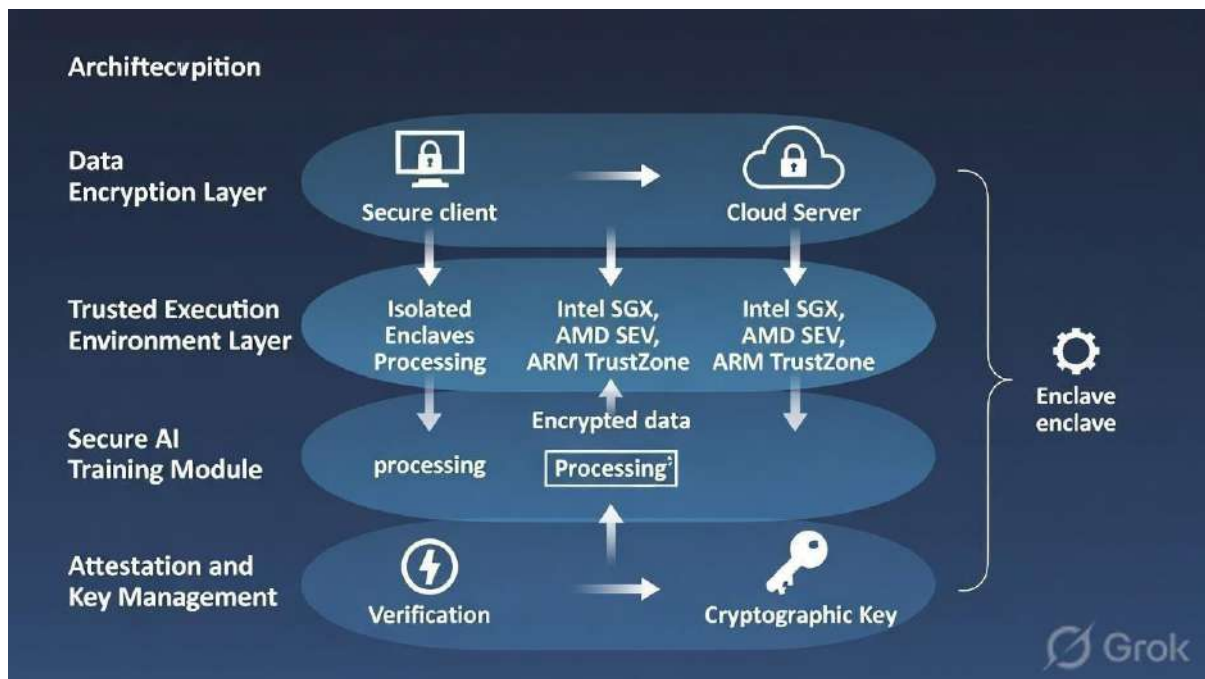 Archiftecvpition
Data
Encryption Layer
Secure client
Cloud Server
Trusted Execution
Environment Layer
Isolated
Enclaves
Processing
Intel SGX,
AMD SEV,
ARM TrustZone
Intel SGX,
AMD SEV,
ARM TrustZone
Secure AI
Training Module
processing
Encrypted data
Processing
Attestation and
Key Management
Verification
Cryptographic Key
Enclave
enclave
Grok